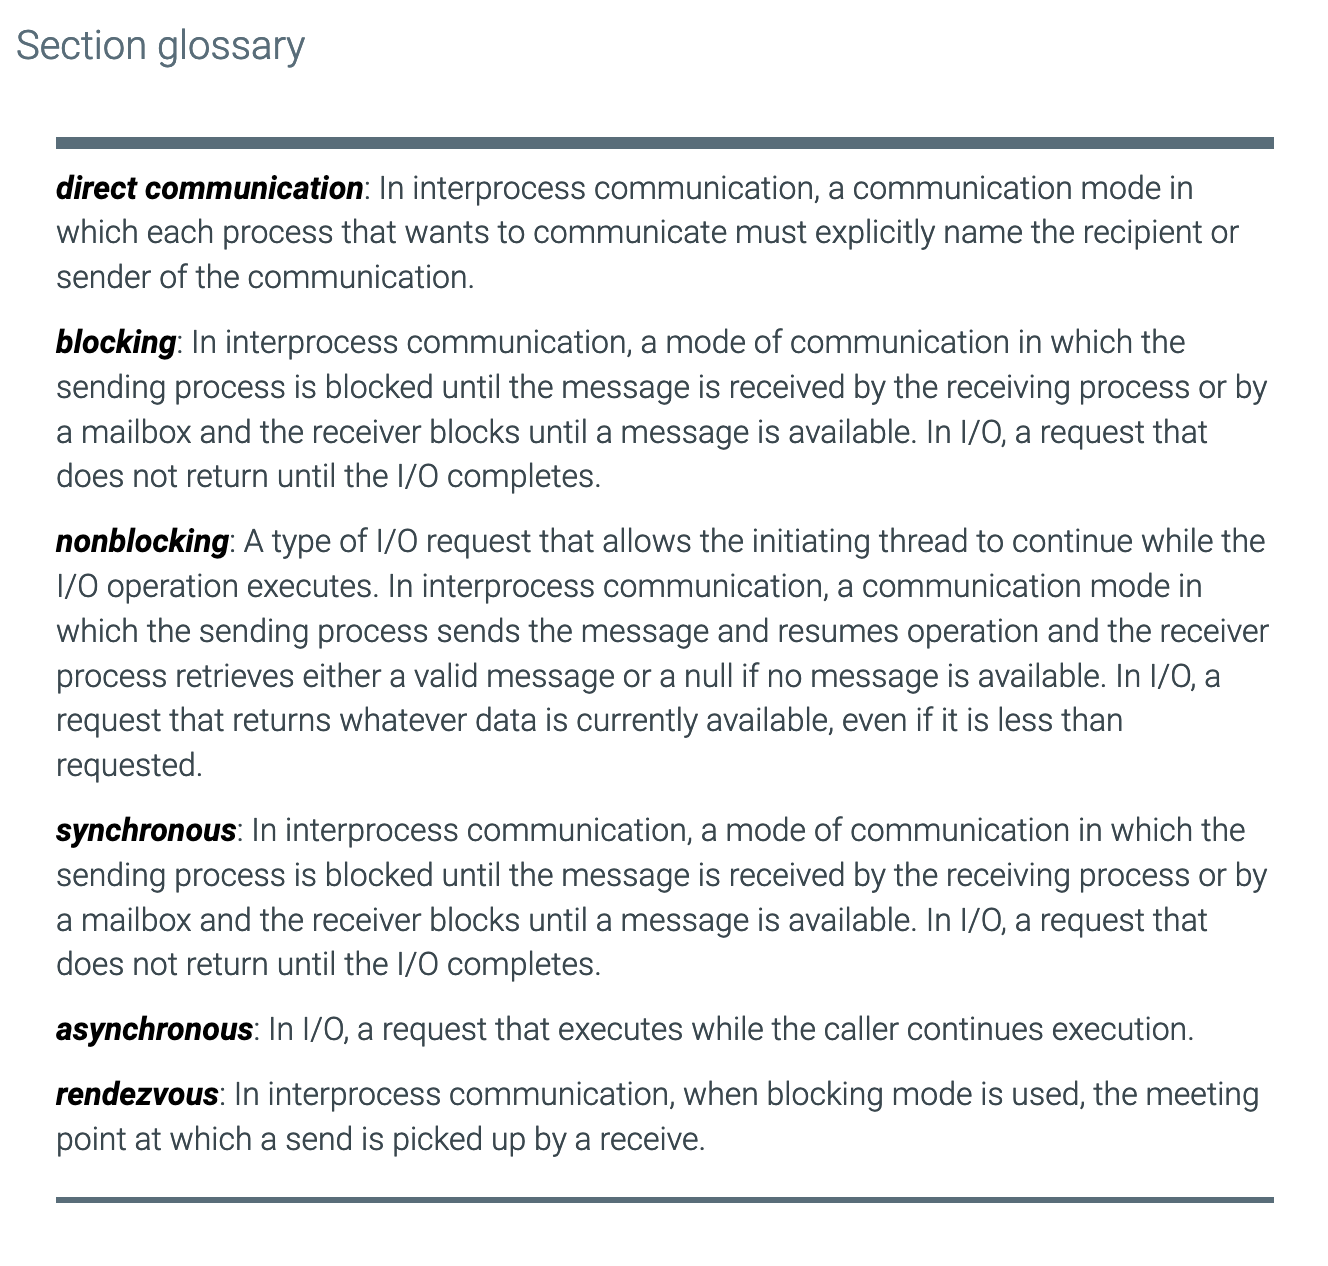 Section glossary
direct communication: In interprocess communication, a communication mode in
which each process that wants to communicate must explicitly name the recipient or
sender of the communication.
blocking: In interprocess communication, a mode of communication in which the
sending process is blocked until the message is received by the receiving process or by
a mailbox and the receiver blocks until a message is available. In I/O, a request that
does not return until the I/O completes.
nonblocking: A type of I/O request that allows the initiating thread to continue while the
I/O operation executes. In interprocess communication, a communication mode in
which the sending process sends the message and resumes operation and the receiver
process retrieves either a valid message or a null if no message is available. In I/O, a
request that returns whatever data is currently available, even if it is less than
requested.
synchronous: In interprocess communication, a mode of communication in which the
sending process is blocked until the message is received by the receiving process or by
a mailbox and the receiver blocks until a message is available. In I/O, a request that
does not return until the I/O completes.
asynchronous: In I/O, a request that executes while the caller continues execution.
rendezvous: In interprocess communication, when blocking mode is used, the meeting
point at which a send is picked up by a receive.